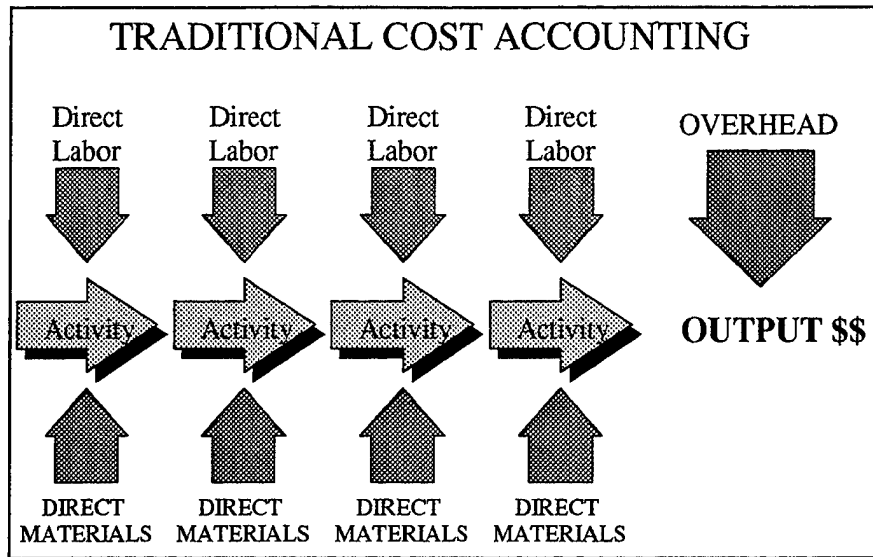 TRADITIONAL COST ACCOUNTING
Direct Labor
Direct Labor
Direct Labor
Direct Labor
OVERHEAD
Activity
Activity
Activity
Activity
OUTPUT $$
DIRECT
MATERIALS
DIRECT
MATERIALS
DIRECT
MATERIALS
DIRECT
MATERIALS